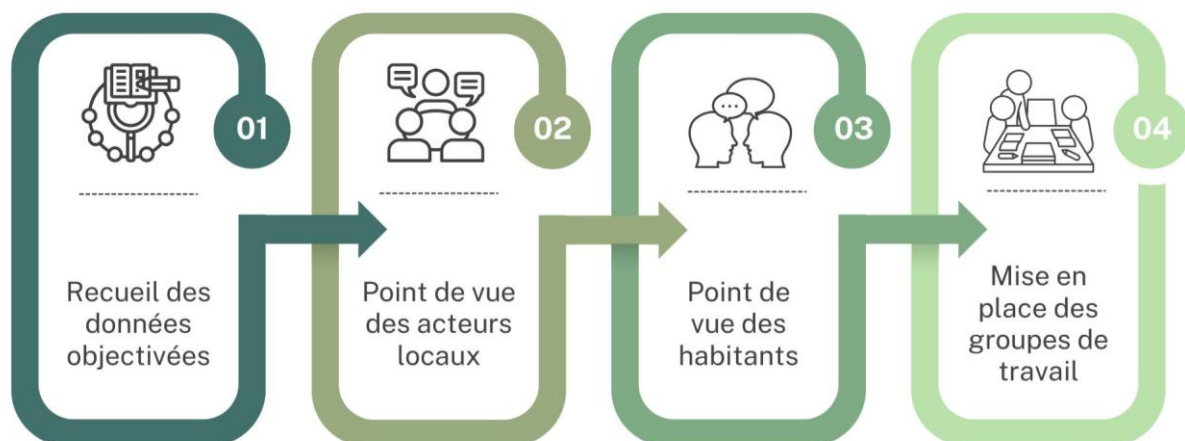 01
Recueil des
données
objectivées
02
Point de vue
des acteurs
locaux
03
Point de
vue des
habitants
04
Mise en
place des
groupes de
travail